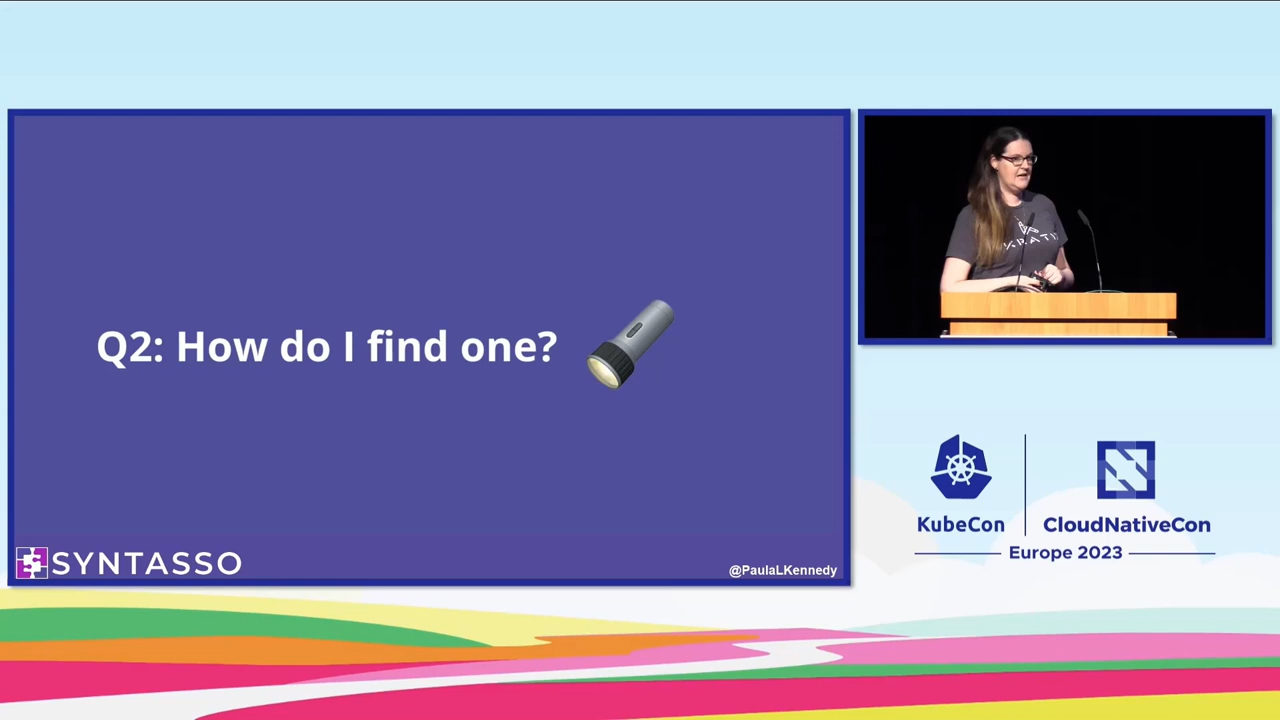 Q2: How do I find one?
SYNTASSO
@PaulaLKennedy
KubeCon
CloudNativeCon
Europe 2023